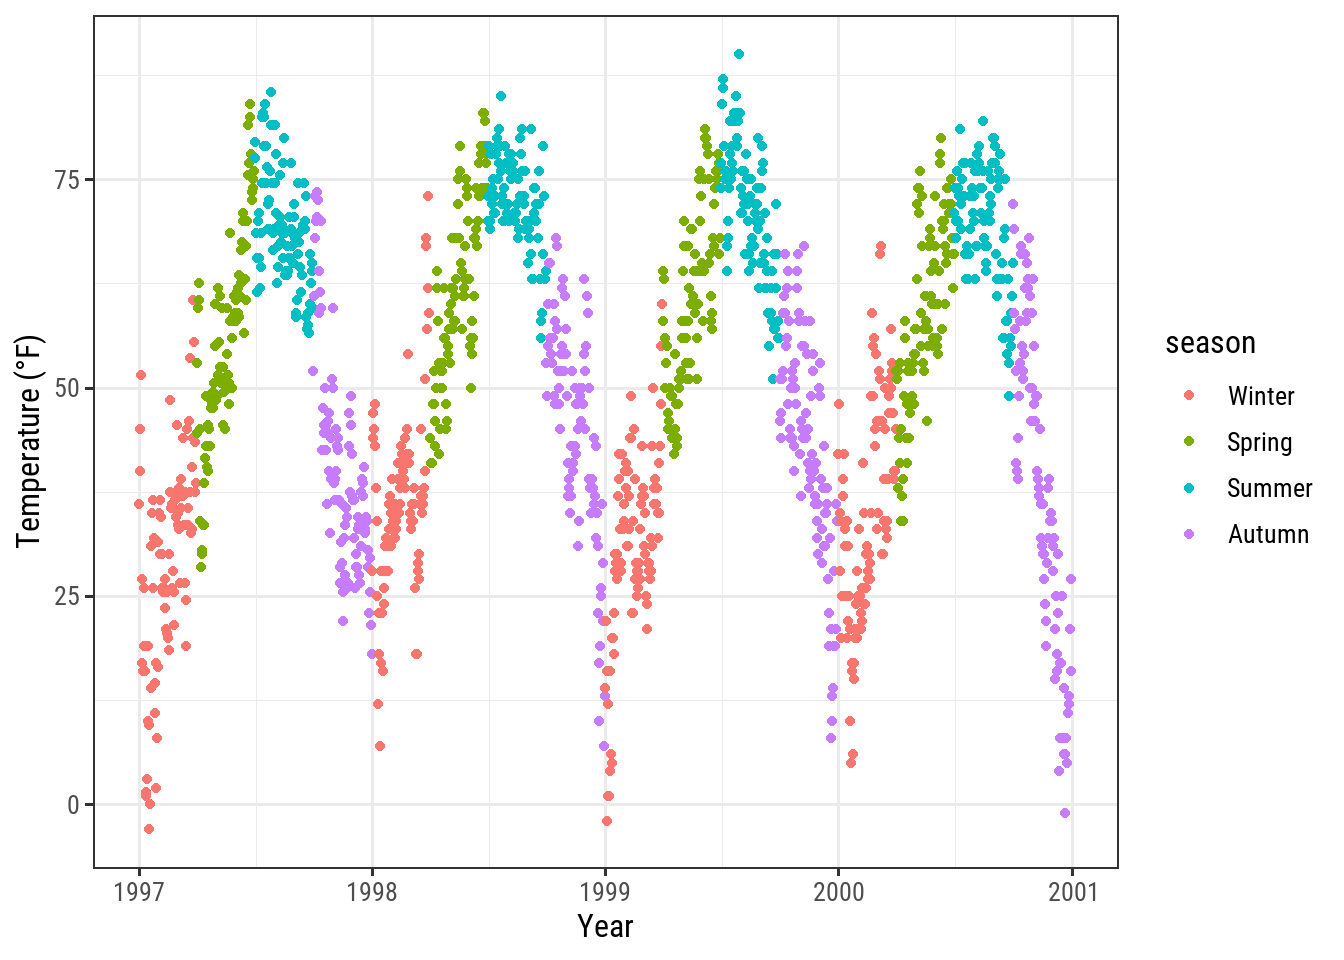 75
50
25
0
1997 1998 1999 2000 2001
Year
Temperature (°F)
season
Winter
Spring
Summer
Autumn